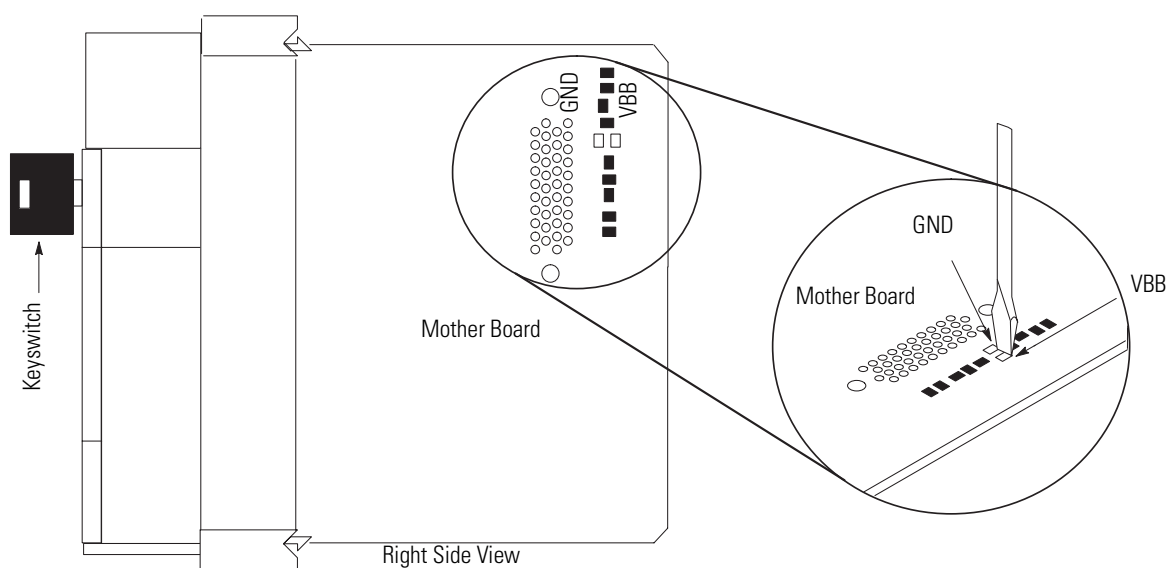 GND
VBB
Keyswitch
Mother Board
Right Side View
GND
Mother Board
VBB